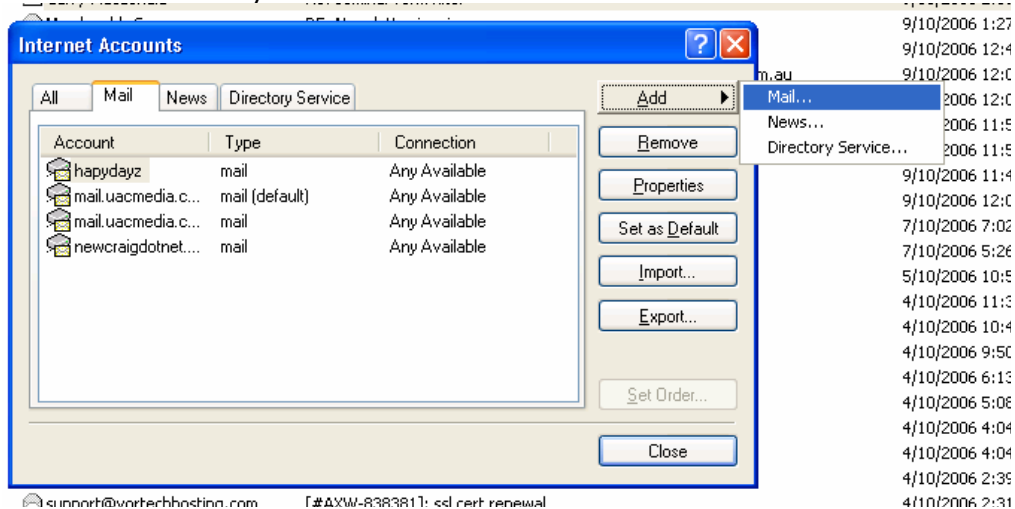 9/10/2006 1:27
Internet Accounts
9/10/2006 12:4
m.au 9/10/2006 12:0
All Mail News Directory Service
Add Mail... 2006 12:0
News... 2006 11:5
Account Type Connection Remove Directory Service... 2006 11:5
hapydayz mail Any Available 9/10/2006 11:4
Properties
mail.uacmedia.c... mail (default) Any Available 9/10/2006 12:0
mail.uacmedia.c... mail Any Available Set as Default 7/10/2006 7:02
newcraigdotnet.... mail Any Available 7/10/2006 5:26
Import... 5/10/2006 10:5
4/10/2006 11:3
Export... 4/10/2006 10:4
4/10/2006 9:50
4/10/2006 6:13
Set Order... 4/10/2006 5:08
4/10/2006 4:04
Close 4/10/2006 4:04
4/10/2006 2:39
support@vortechhosting.com [#AXW-838381]: ssl cert renewal 4/10/2006 2:31